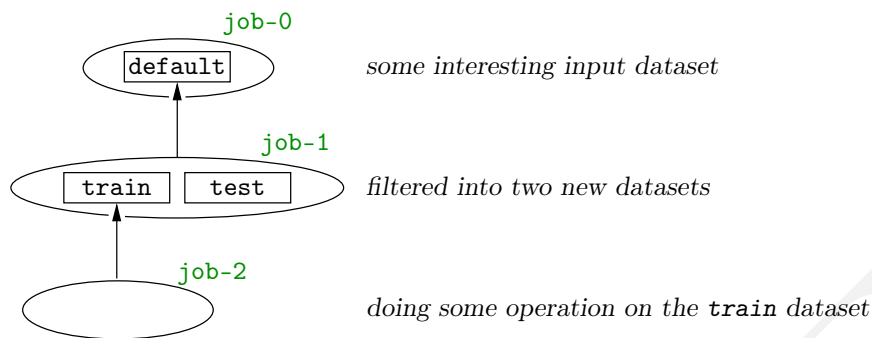 job-0
default some interesting input dataset
job-1
train test filtered into two new datasets
job-2
doing some operation on the train dataset